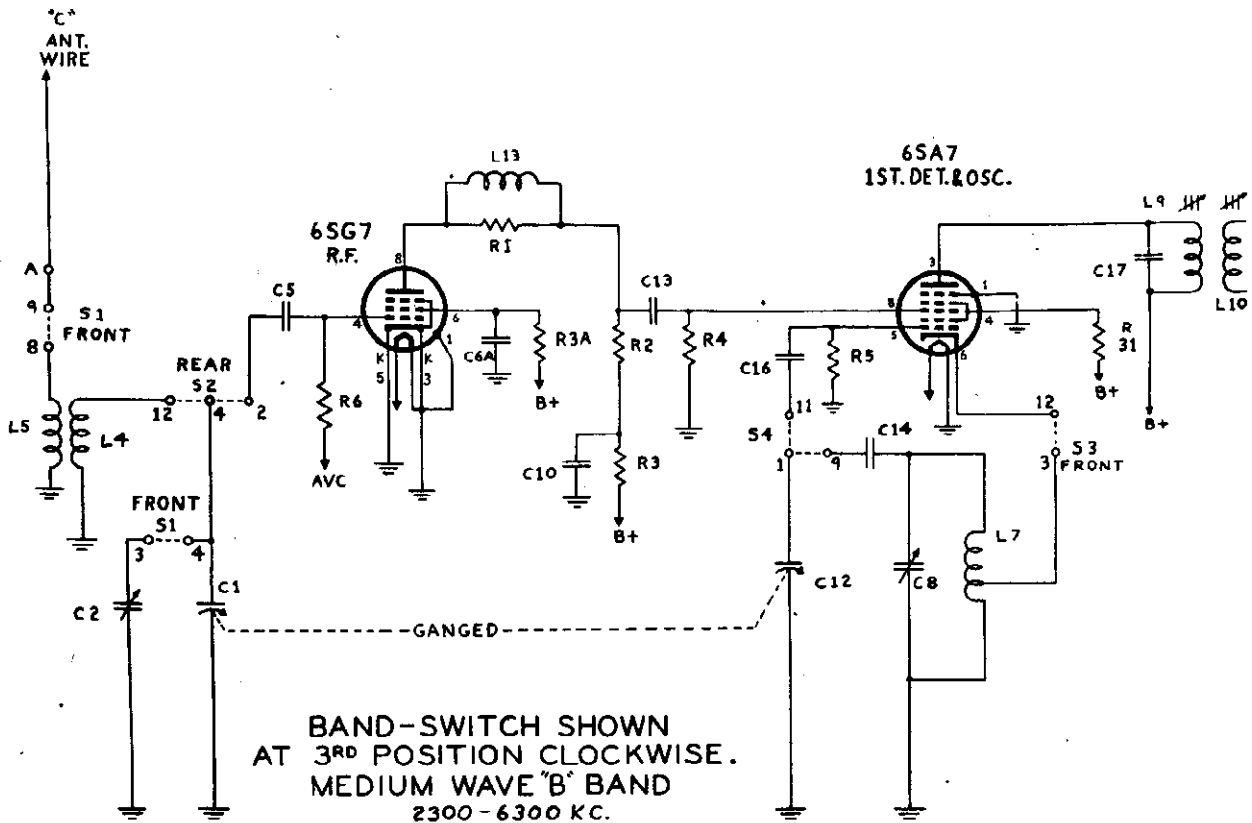 "C"
ANT.
WIRE
A
9
S1
FRONT
8
REAR
S2
12
4
2
L5
L4
FRONT
S1
3
4
C2
C1
C5
R6
AVC
6SG7
R.F.
8
4
6
K
5
K
3
1
L13
R1
C6A
R3A
B+
R2
C10
R3
B+
C13
R4
6SA7
1ST. DET. & OSC.
3
8
5
1
4
6
C16
R5
11
S4
1
9
C14
C12
C8
L7
12
3
S3
FRONT
R
31
B+
L9
C17
L10
B+
GANGED
BAND-SWITCH SHOWN
AT 3RD POSITION CLOCKWISE.
MEDIUM WAVE "B" BAND
2300-6300 KC.